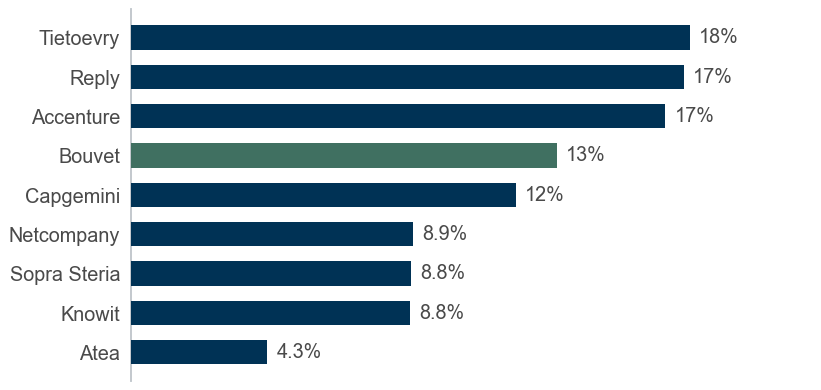 Tietoevry 18%
Reply 17%
Accenture 17%
Bouvet 13%
Capgemini 12%
Netcompany 8.9%
Sopra Steria 8.8%
Knowit 8.8%
Atea 4.3%